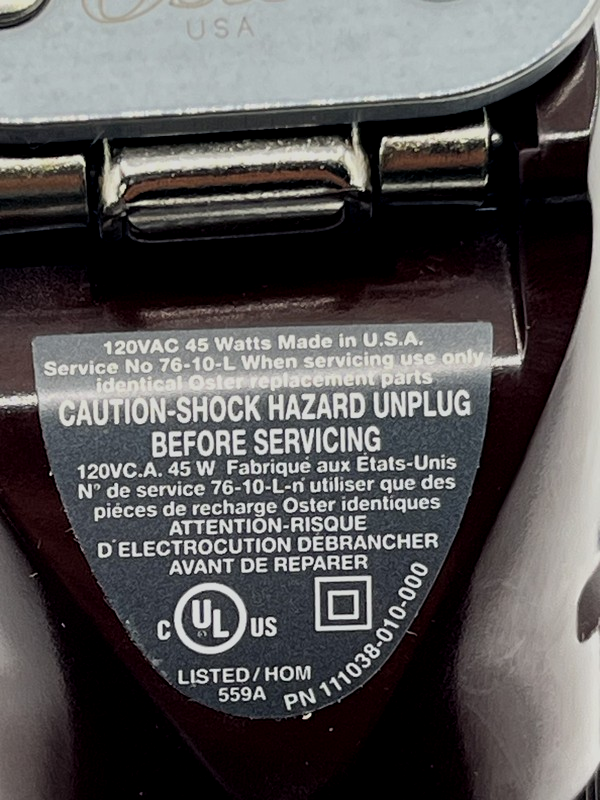 Oster
USA
120VAC 45 Watts Made in U.S.A.
Service No 76-10-L When servicing use only
identical Oster replacement parts
CAUTION-SHOCK HAZARD UNPLUG
BEFORE SERVICING
120VC.A. 45 W Fabriqué aux États-Unis
N° de service 76-10-L-n' utiliser que des
piéces de recharge Oster identiques
ATTENTION-RISQUE
D'ELECTROCUTION DÉBRANCHER
AVANT DE REPARER
C UL US
LISTED/HOM
559A
PN 111038-010-000